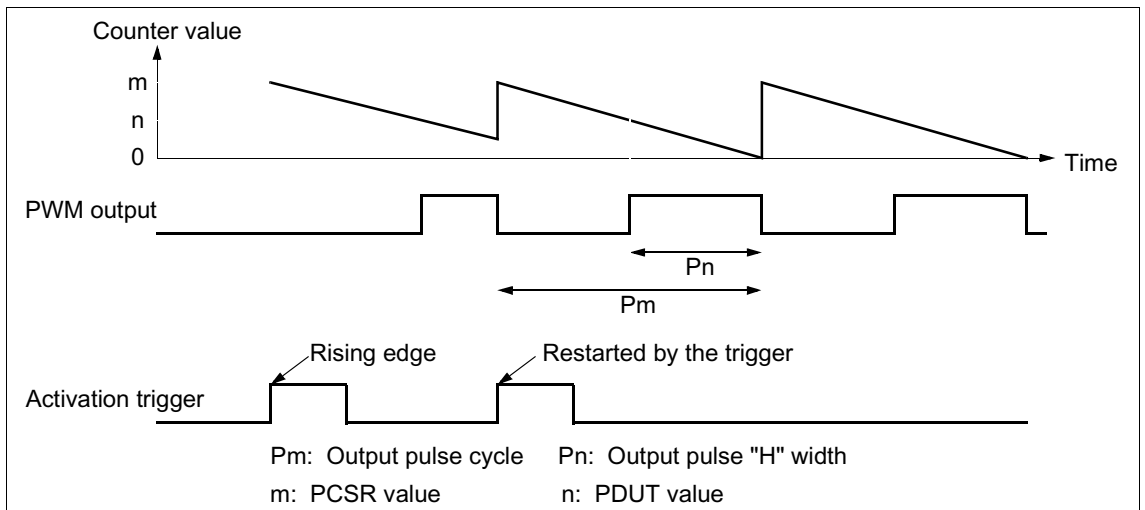 Counter value
m
n
0
Time
PWM output
Pn
Pm
Rising edge
Restarted by the trigger
Activation trigger
Pm: Output pulse cycle Pn: Output pulse "H" width
m: PCSR value n: PDUT value